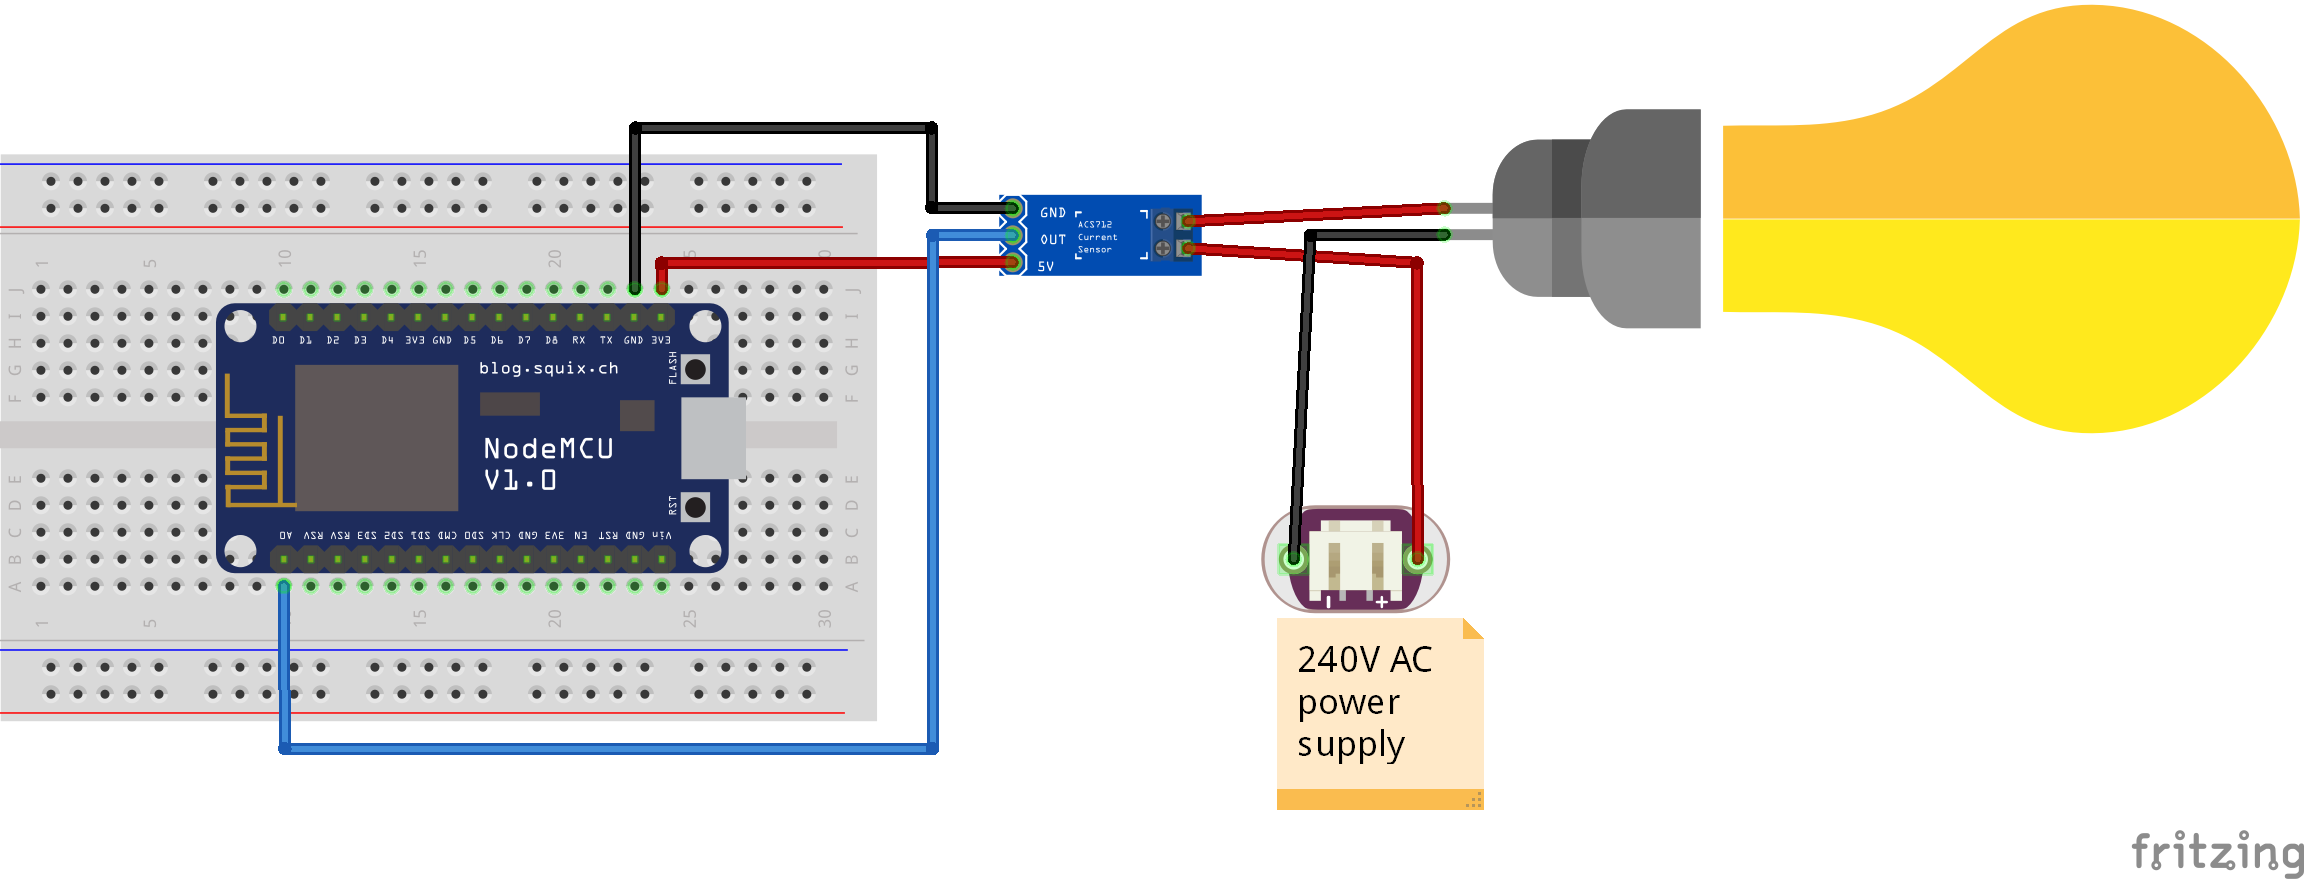 1 5 10 15 20 25 30
J J
I I
H H
G G
F F
E E
D D
C C
B B
A A
1 5 15 20 25 30
D0 D1 D2 D3 D4 3V3 GND D5 D6 D7 D8 RX TX GND 3V3
blog.squix.ch
FLASH
NodeMCU
V1.0
RST
A0 RSV RSV SD3 SD2 SD1 CMD SD0 CLK GND 3V3 EN RST GND Vin
GND
OUT
5V
ACS712
Current
Sensor
- +
240V AC
power
supply
fritzing